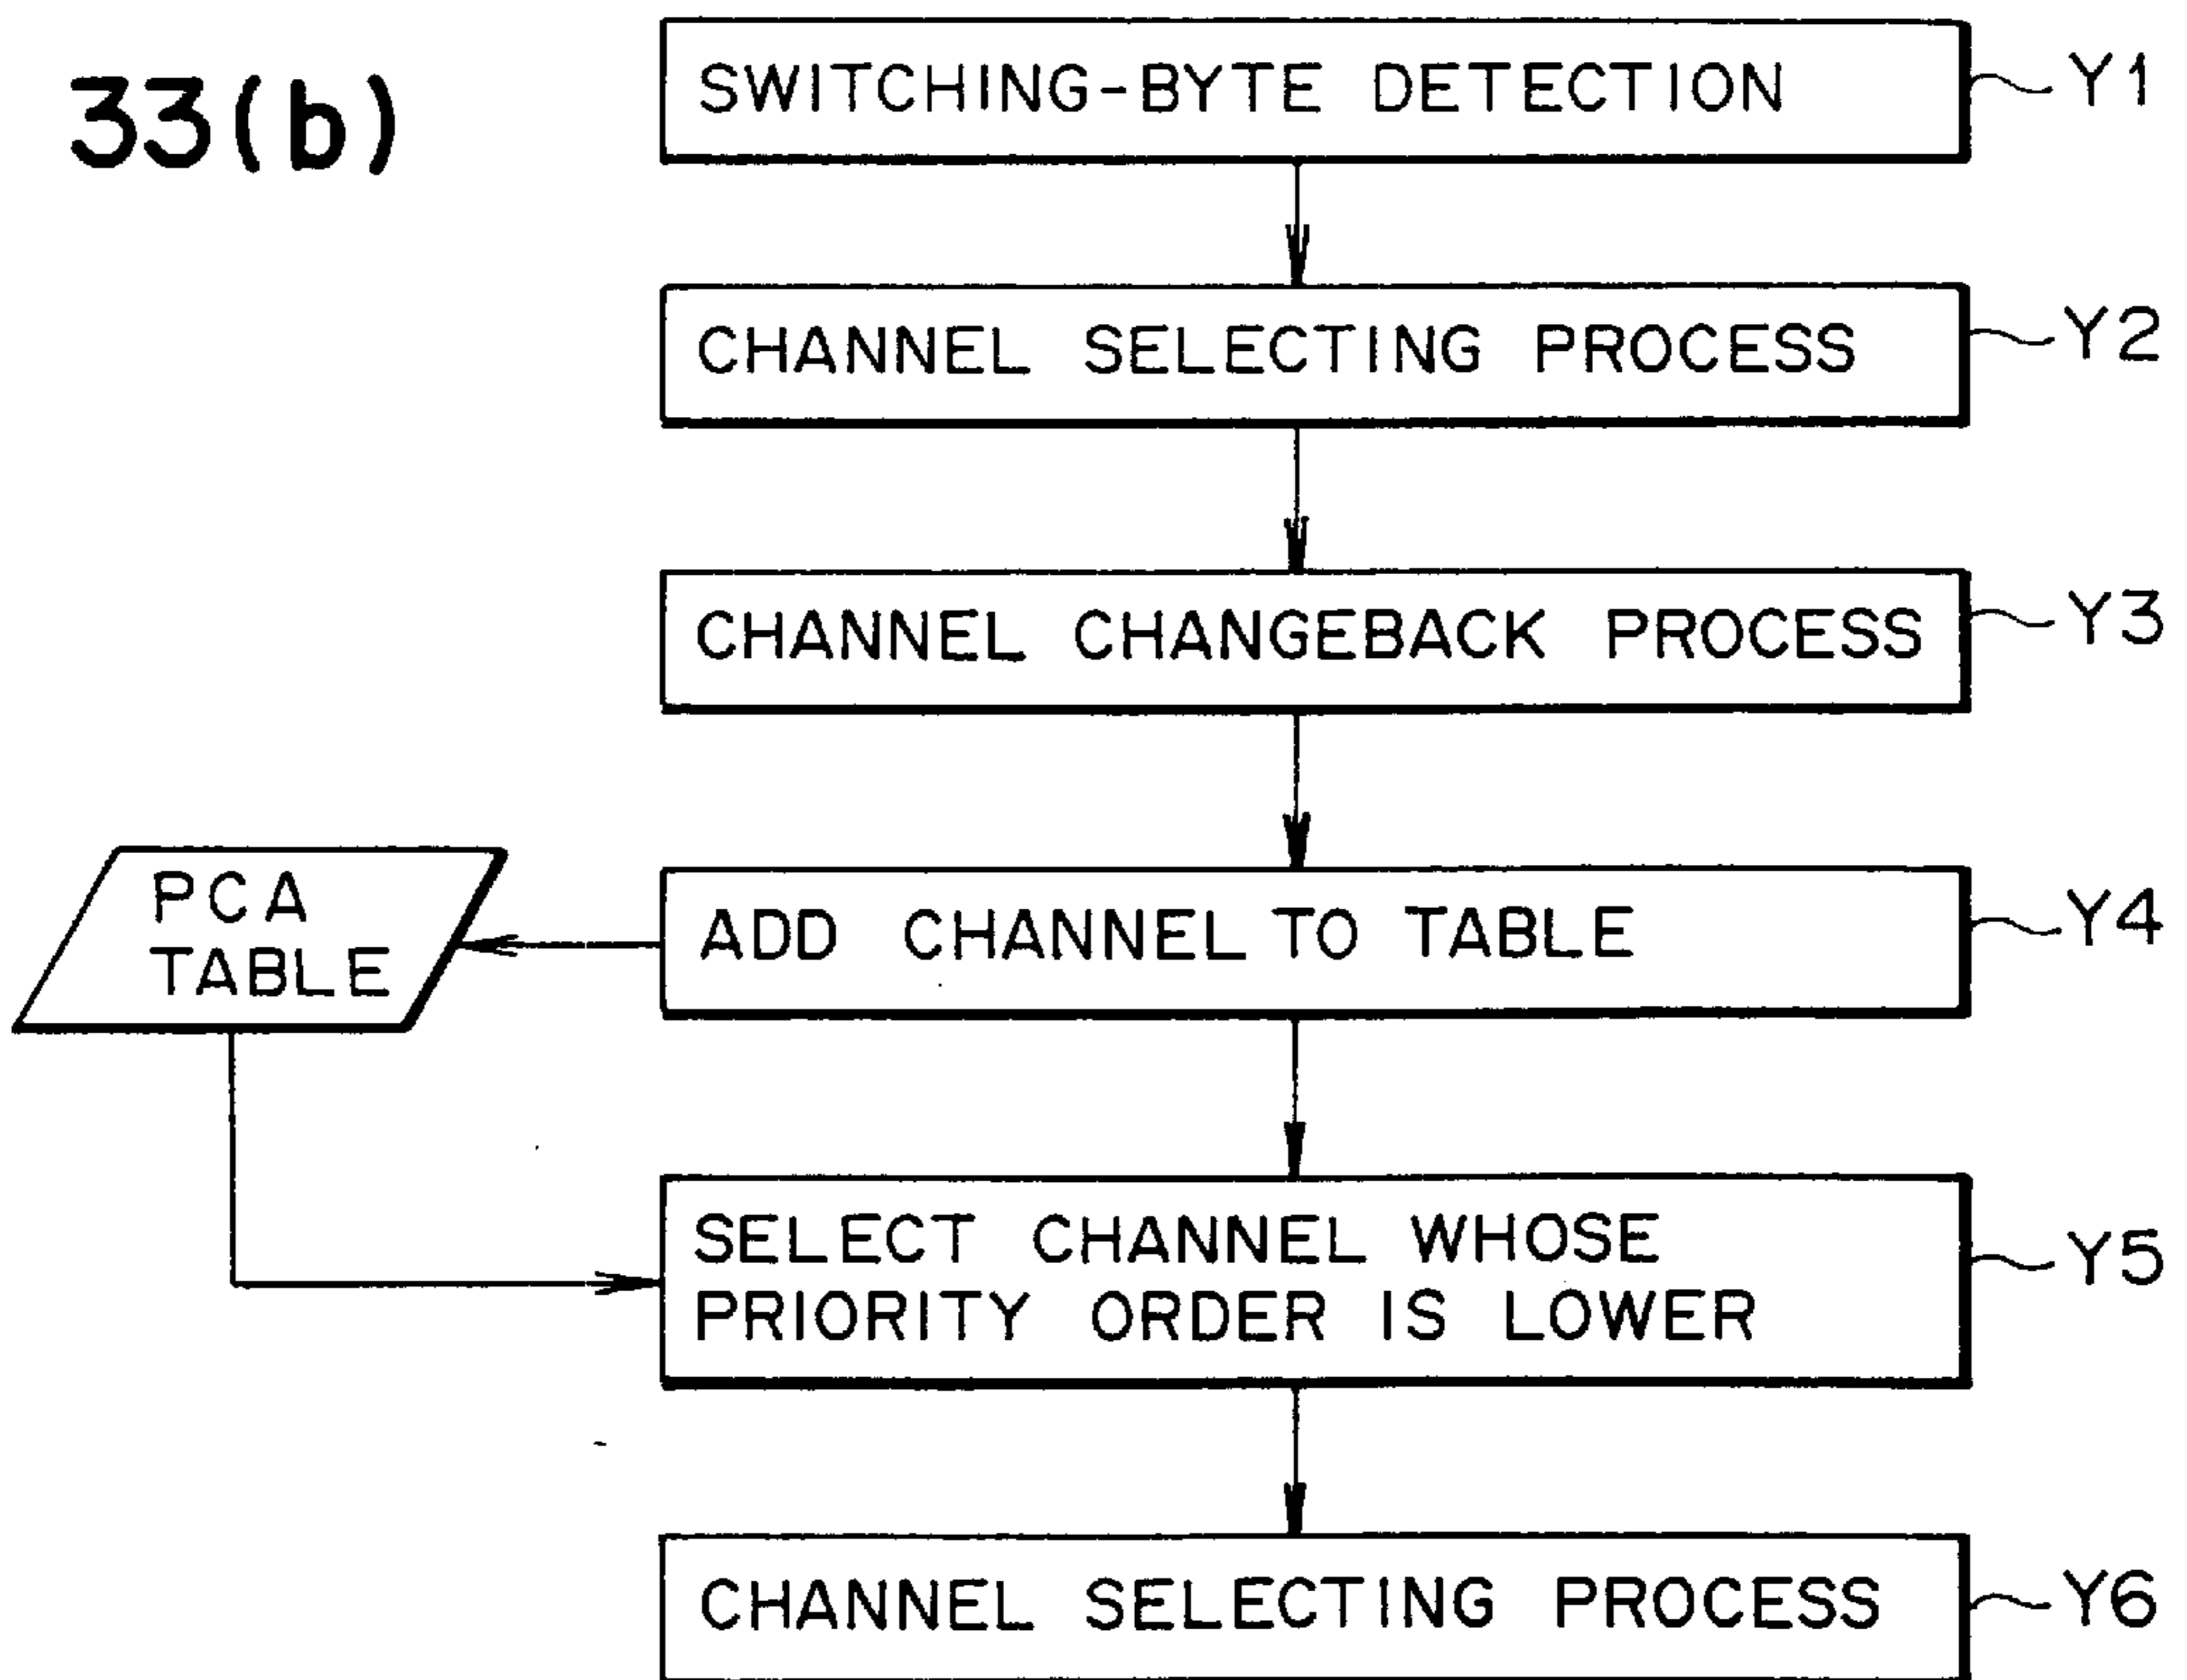 33(b)
SWITCHING-BYTE DETECTION
Y1
CHANNEL SELECTING PROCESS
Y2
CHANNEL CHANGEBACK PROCESS
Y3
PCA
TABLE
ADD CHANNEL TO TABLE
Y4
SELECT CHANNEL WHOSE
PRIORITY ORDER IS LOWER
Y5
CHANNEL SELECTING PROCESS
Y6